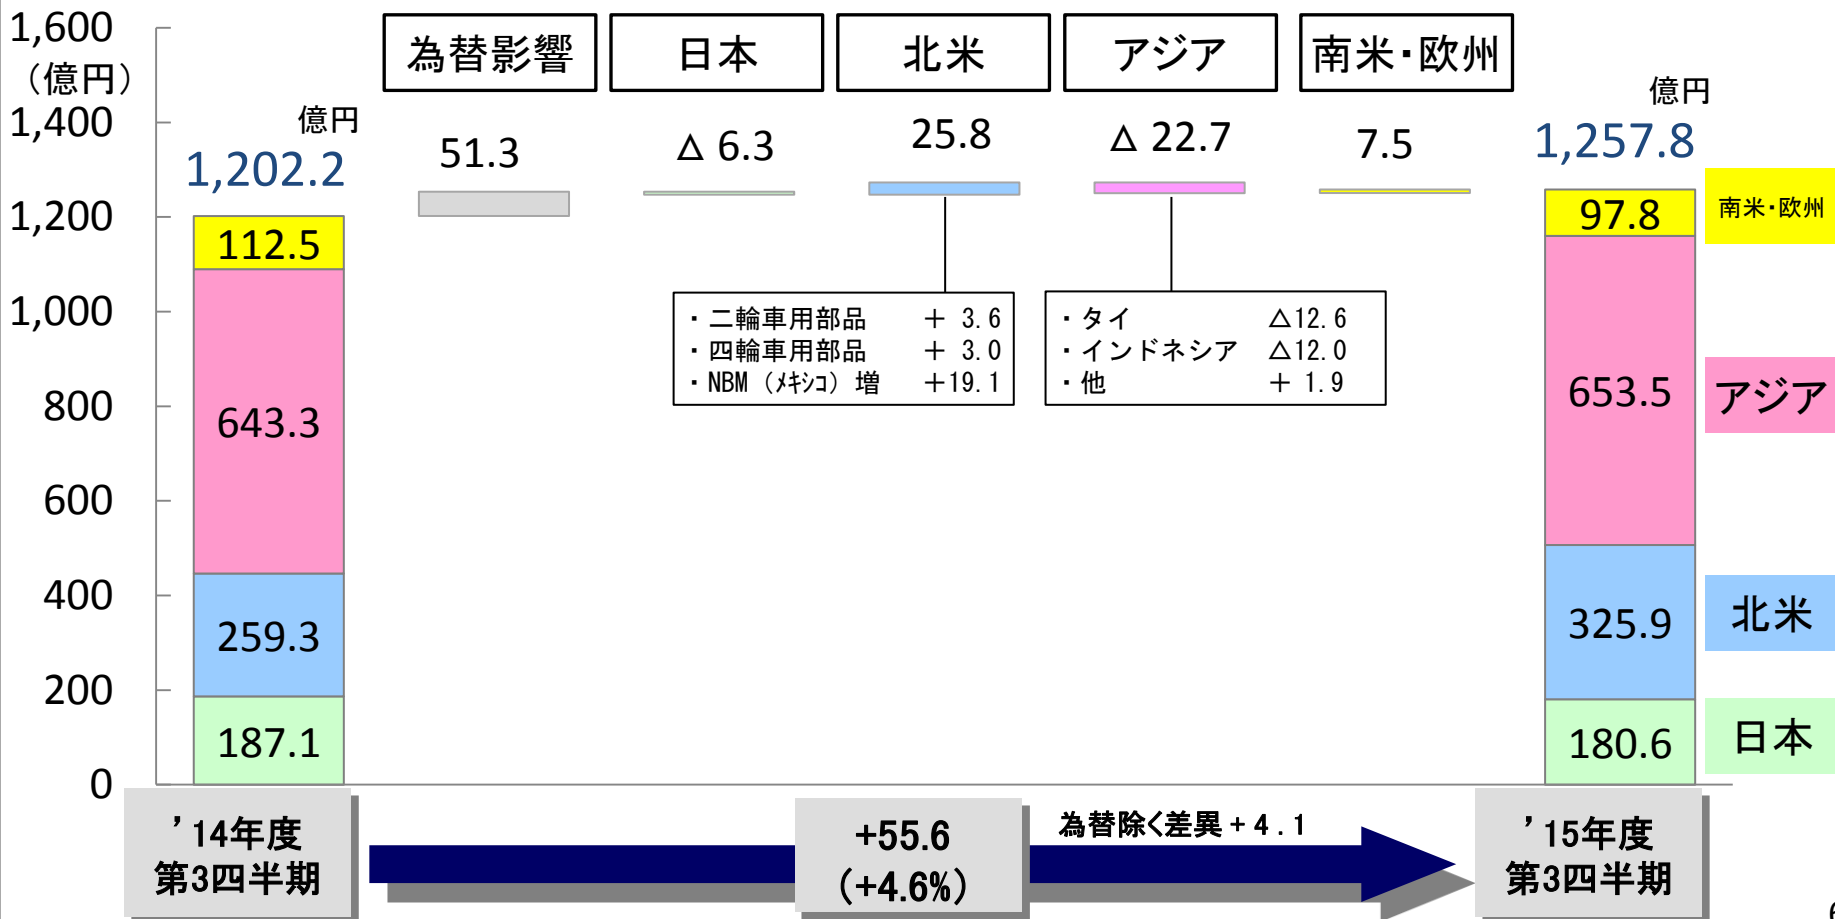 1,600
（億円）
1,400
1,200
1,000
800
600
400
200
0
為替影響
日本
北米
アジア
南米・欧州
億円
1,202.2
51.3
△ 6.3
25.8
△ 22.7
7.5
億円
1,257.8
112.5
643.3
259.3
187.1
・二輪車用部品 ＋ 3.6
・四輪車用部品 ＋ 3.0
・NBM（ﾒｷｼｺ）増 ＋19.1
・タイ △12.6
・インドネシア △12.0
・他 ＋ 1.9
97.8
653.5
325.9
180.6
南米・欧州
アジア
北米
日本
’14年度
第3四半期
+55.6
(+4.6%)
為替除く差異＋4.1
’15年度
第3四半期